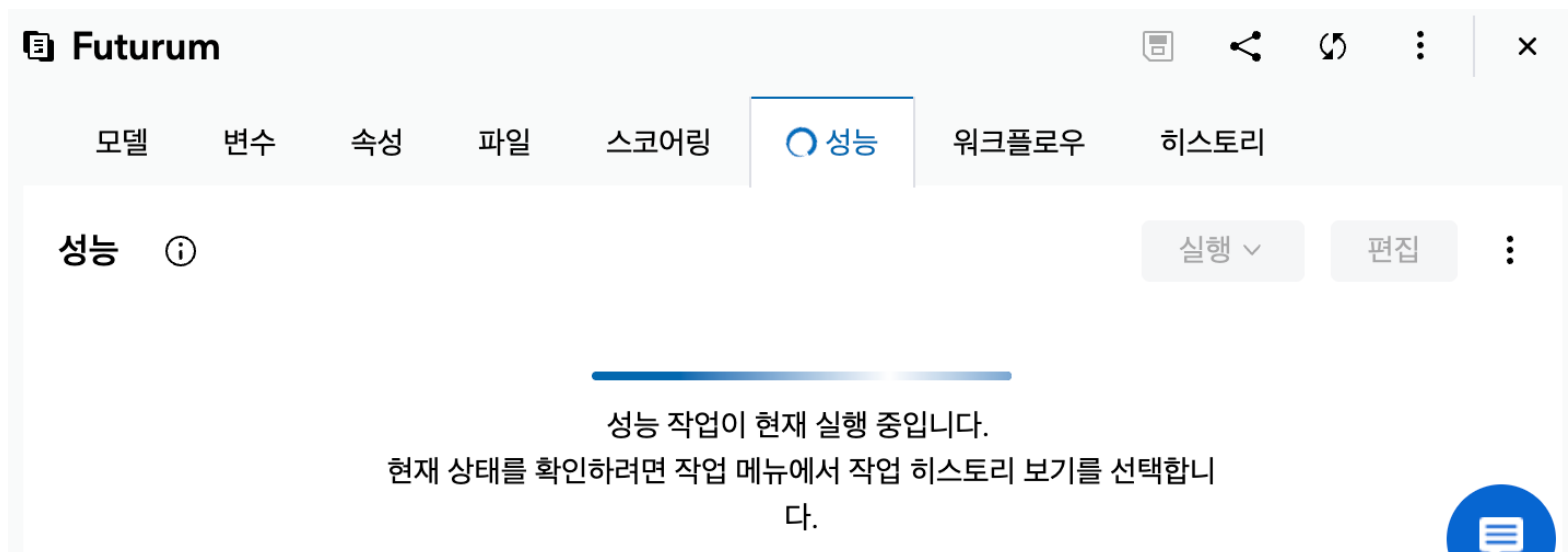 Futurum
모델 변수 속성 파일 스코어링 성능 워크플로우 히스토리
성능 실행 편집
성능 작업이 현재 실행 중입니다.
현재 상태를 확인하려면 작업 메뉴에서 작업 히스토리 보기를 선택합니
다.